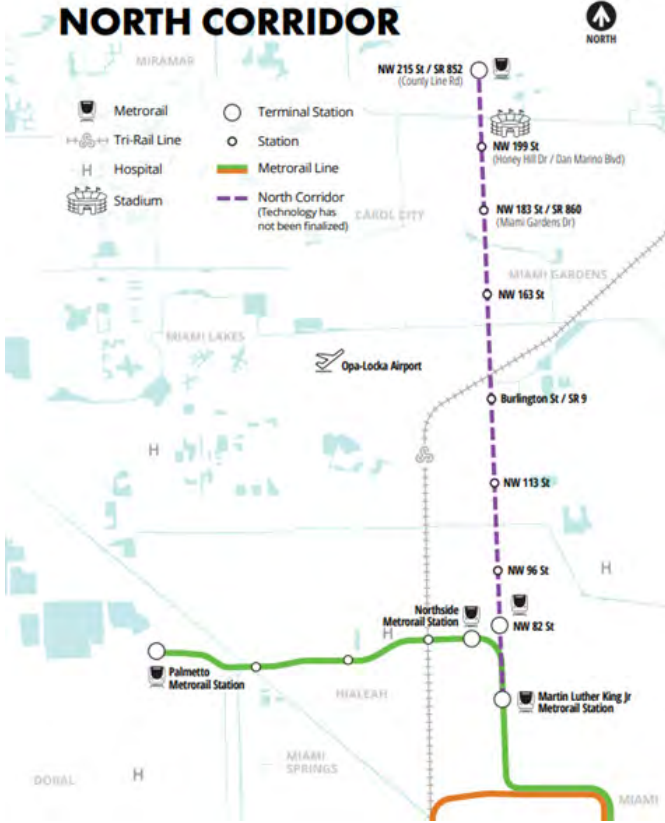 NORTH CORRIDOR
NORTH
MIRAMAR
NW 215 St / SR 852
(County Line Rd)
Metrorail
Terminal Station
Tri-Rail Line
Station
NW 199 St
(Honey Hill Dr / Dan Marino Blvd)
H
Hospital
Metrorail Line
Stadium
North Corridor
(Technology has
not been finalized)
CAROL CITY
NW 183 St / SR 860
(Miami Gardens Dr)
MIAMI GARDENS
NW 163 St
MIAMI LAKES
Opa-Locka Airport
Burlington St / SR 9
H
NW 113 St
NW 96 St
H
Northside
Metrorail Station
NW 82 St
H
Palmetto
Metrorail Station
HIALEAH
Martin Luther King Jr
Metrorail Station
MIAMI
SPRINGS
DORAL
H
MIAMI